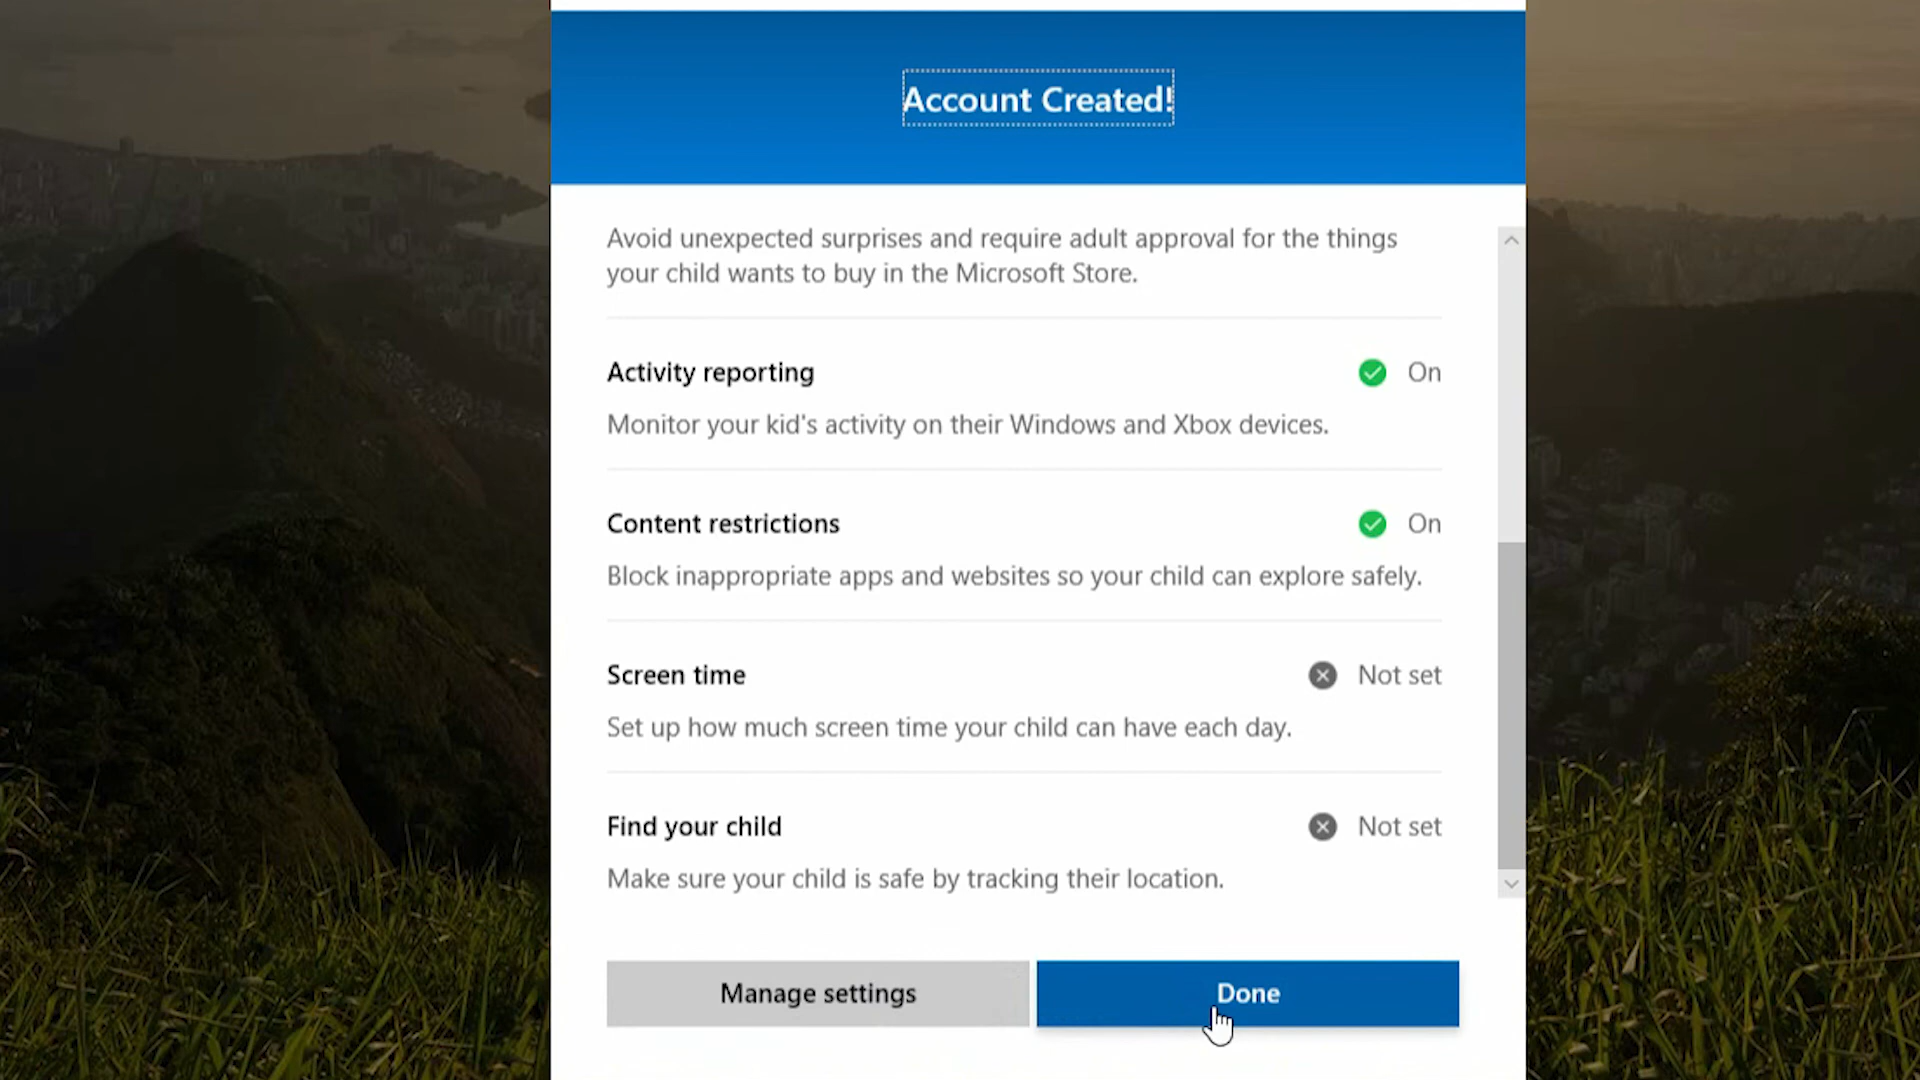 Account Created!
Avoid unexpected surprises and require adult approval for the things
your child wants to buy in the Microsoft Store.
Activity reporting On
Monitor your kid's activity on their Windows and Xbox devices.
Content restrictions On
Block inappropriate apps and websites so your child can explore safely.
Screen time Not set
Set up how much screen time your child can have each day.
Find your child Not set
Make sure your child is safe by tracking their location.
Manage settings Done